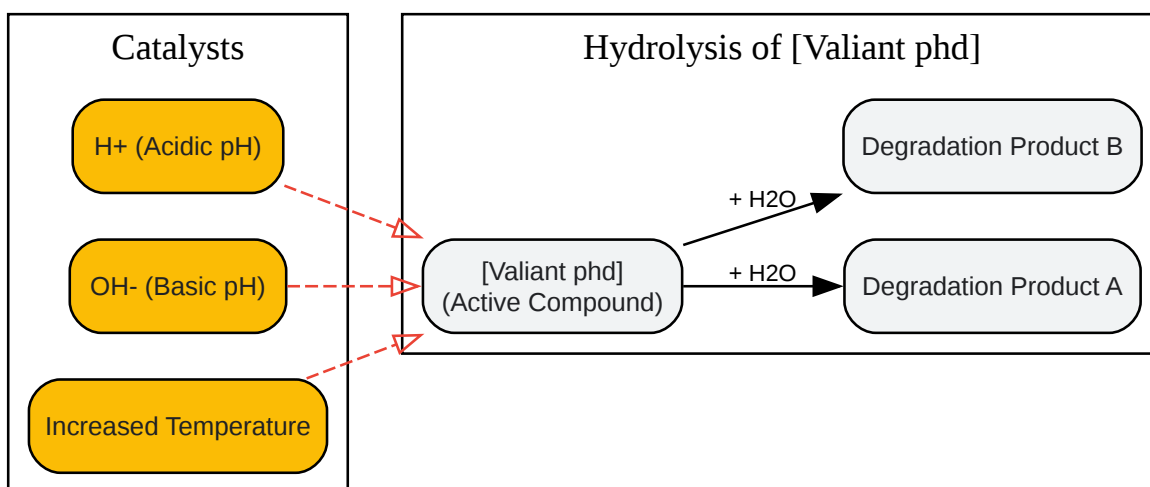 Catalysts
H+ (Acidic pH)
OH- (Basic pH)
Increased Temperature
Hydrolysis of [Valiant phd]
[Valiant phd]
(Active Compound)
+ H2O
+ H2O
Degradation Product B
Degradation Product A